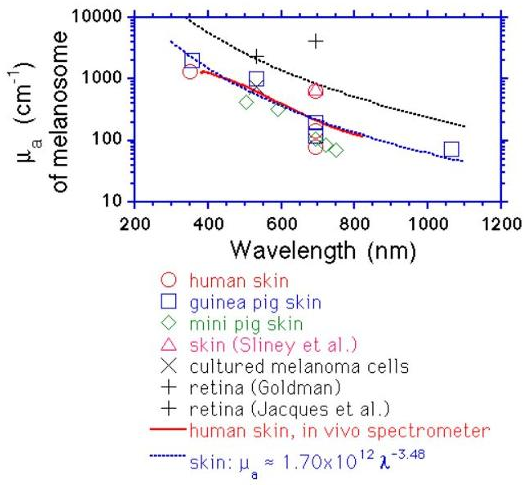 10000
1000
100
10
μa (cm-1)
of melanosome
200 400 600 800 1000 1200
Wavelength (nm)
human skin
guinea pig skin
mini pig skin
skin (Sliney et al.)
cultured melanoma cells
retina (Goldman)
retina (Jacques et al.)
human skin, in vivo spectrometer
skin: μa ≈ 1.70x10^12 λ^-3.48